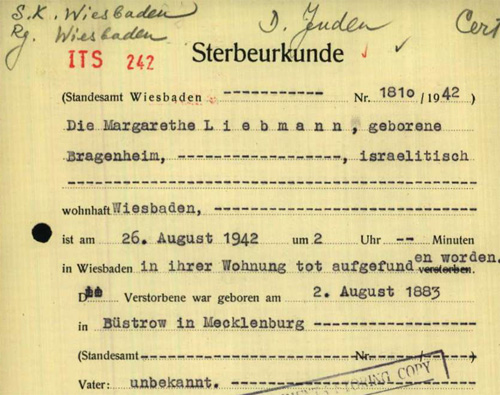 S.K. Wiesbaden D. Juden Cert
Rg. Wiesbaden
ITS 242
Sterbeurkunde
(Standesamt Wiesbaden ----------- Nr. 1810 / 1942)
Die Margarethe L i e b m a n n , geborene
Bragenheim, -----------------, israelitisch
wohnhaft Wiesbaden, --------------------
ist am 26. August 1942 um 2 Uhr -- Minuten
in Wiesbaden in ihrer Wohnung tot aufgefunden worden. verstorben.
D Verstorbene war geboren am 2. August 1883
in Büstrow in Mecklenburg ------------
(Standesamt ------------------- Nr. -------)
Vater: unbekannt. --------------------
COPY